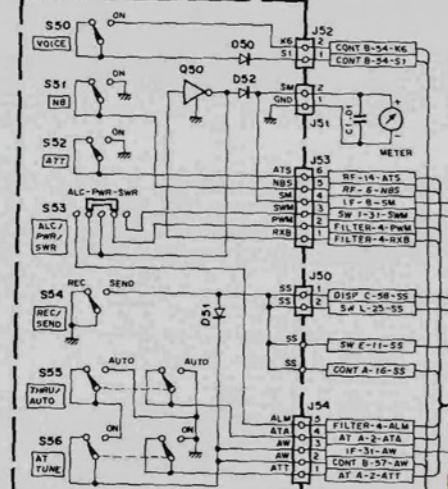 S50 ON J52
VOICE K6 2 CONT B-54-K6
D50 S1 1 CONT B-54-S1
S51 ON Q50 D52 SM 2
NB GND 1 C1 .01 + -
J51 METER
S52 ON J53
ATT ATS 6 RF-14-ATS
NBS 5 RF-6-NBS
ALC-PWR-SWR SM 4 IF-8-SM
S53 SWM 3 SW 1-31-SWM
ALC/ PWM 2 FILTER-4-PWM
PWR/ RXB 1 FILTER-4-RXB
SWR
J50
S54 REC SEND SS 1 DISP C-58-SS
REC/ D51 SS 2 SW L-25-SS
SEND
SS SW E-11-SS
S55 AUTO AUTO SS CONT A-16-SS
THRU/
AUTO J54
ALM 5 FILTER-4-ALM
S56 ON ON ATA 4 AT A-2-ATA
AT AW 3 IF-31-AW
TUNE AW 2 CONT B-57-AW
ATT 1 AT A-2-ATT